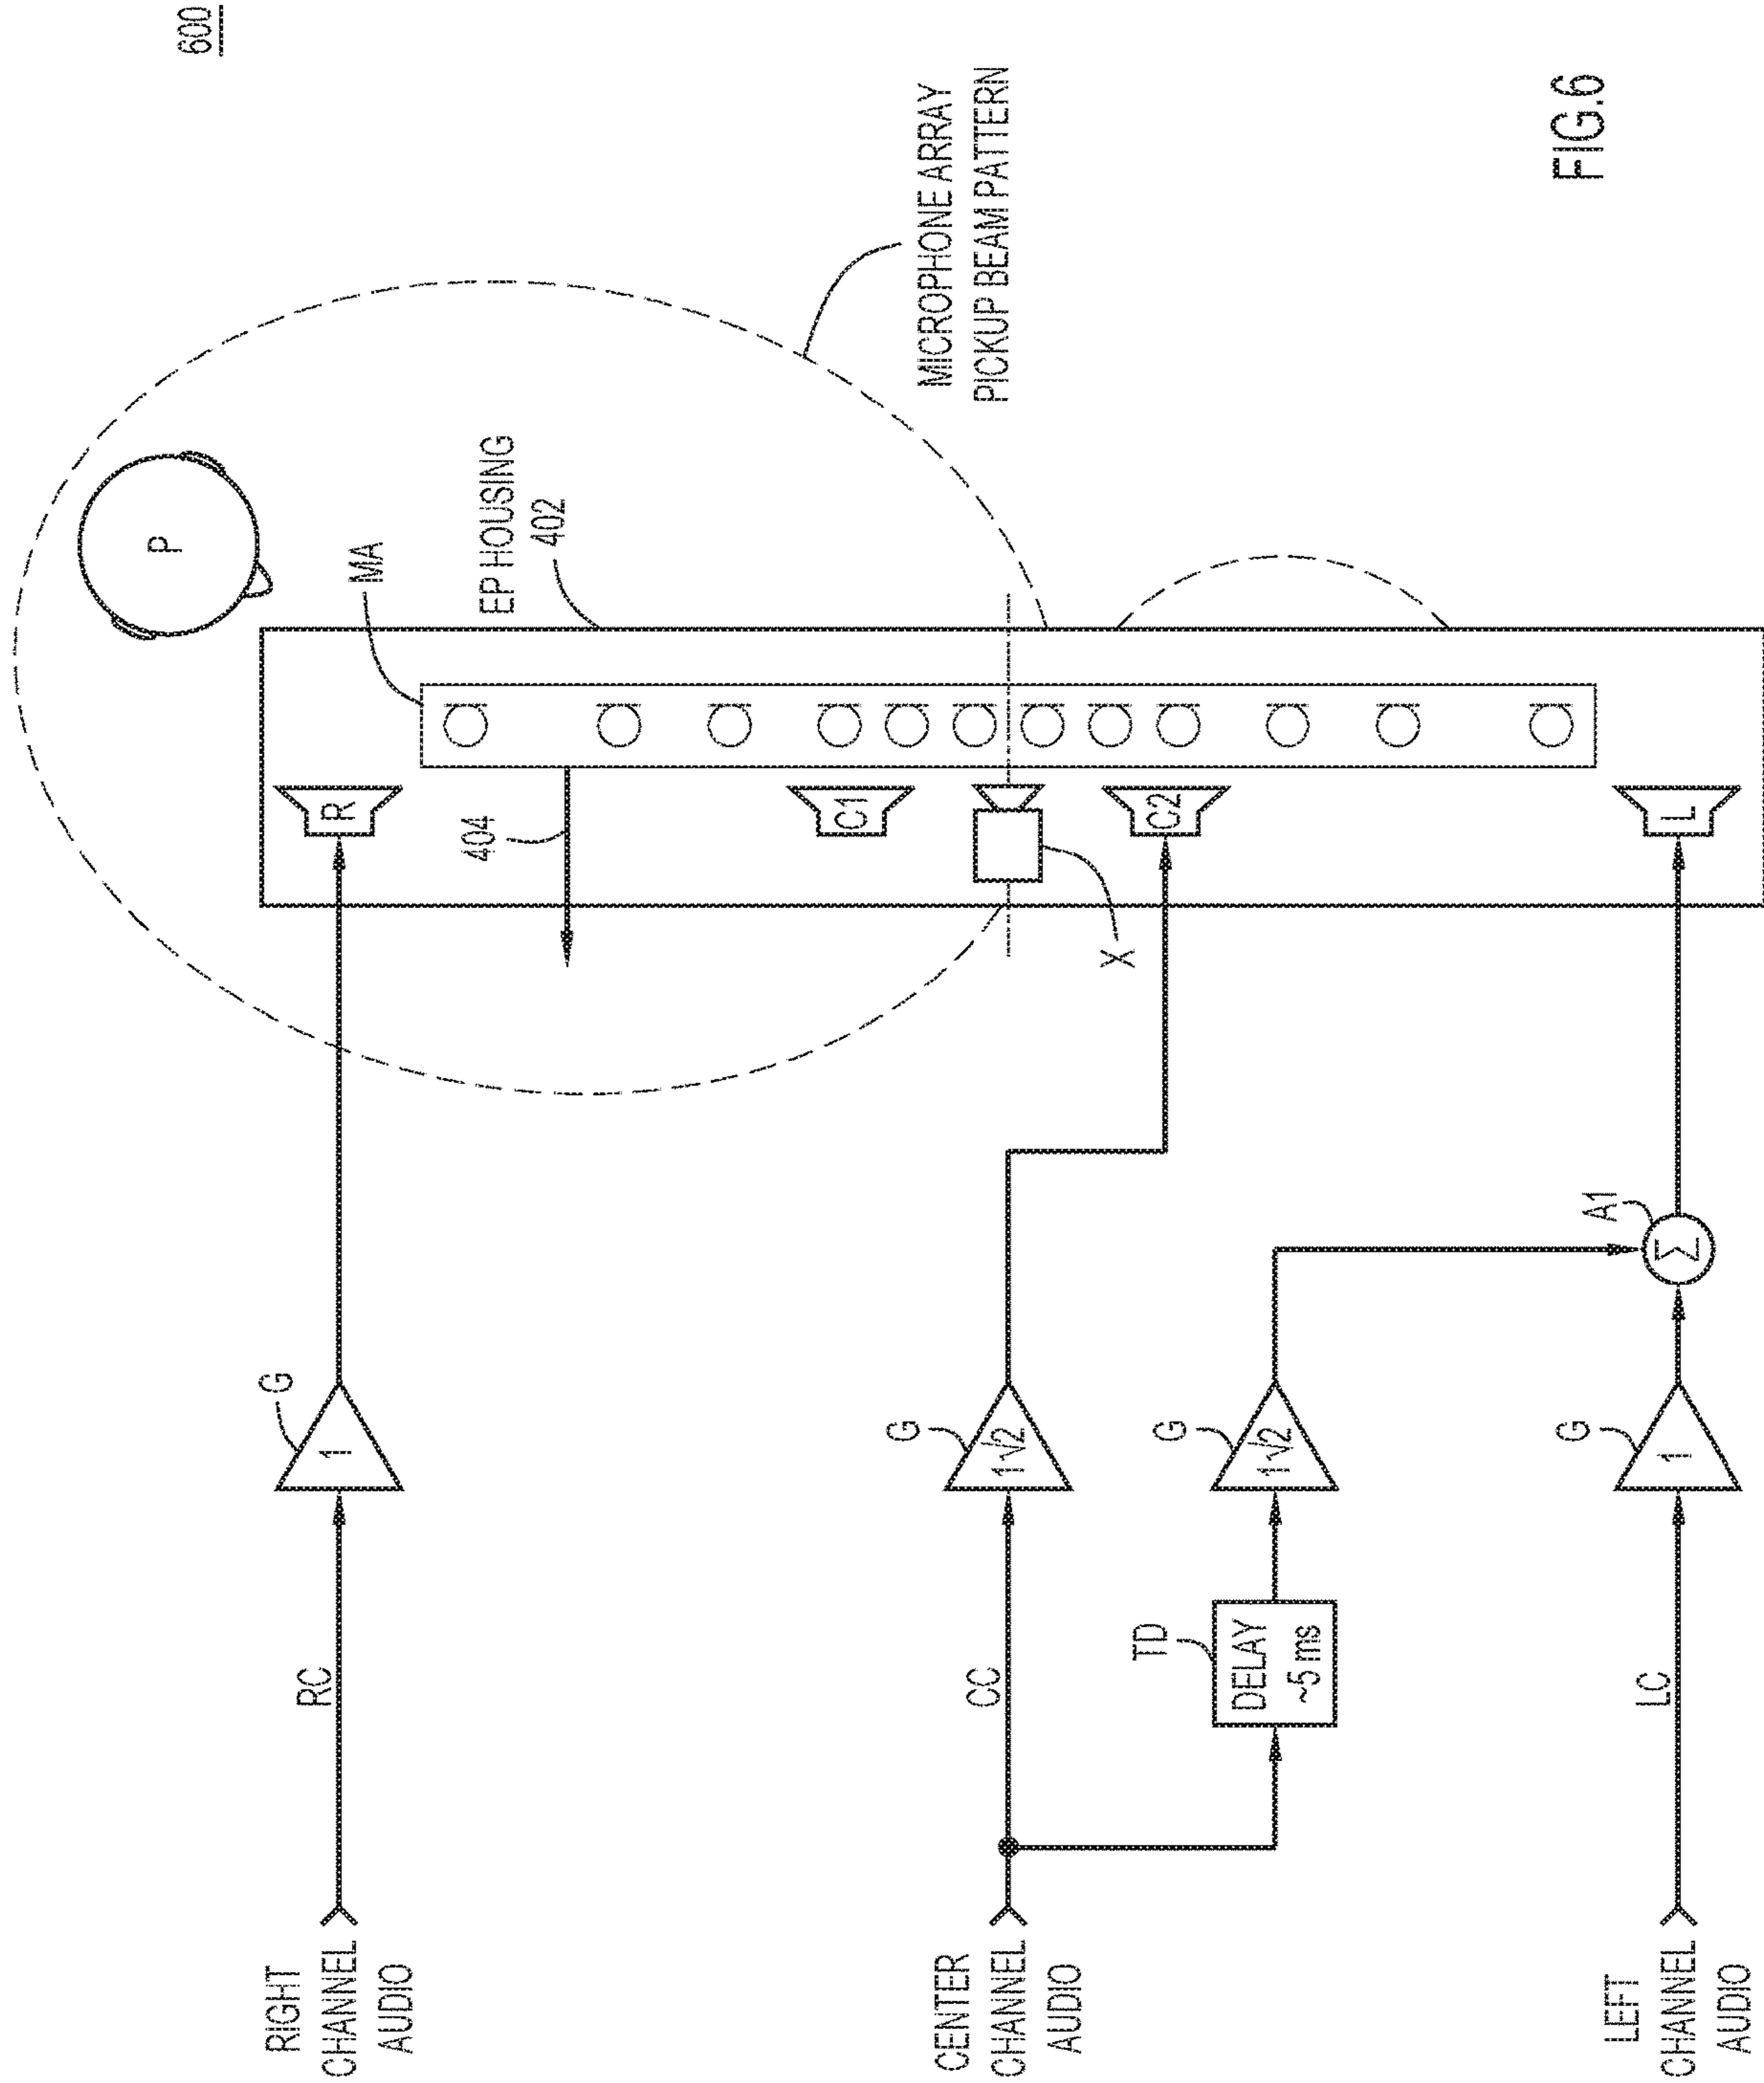 600
RIGHT
CHANNEL
AUDIO
RC
G
1
R
404
MA
EP HOUSING
402
P
MICROPHONE ARRAY
PICKUP BEAM PATTERN
C1
X
C2
CENTER
CHANNEL
AUDIO
CC
G
1√2
TD
DELAY
~5 ms
G
1√2
LEFT
CHANNEL
AUDIO
LC
G
1
A1
Σ
L
FIG.6